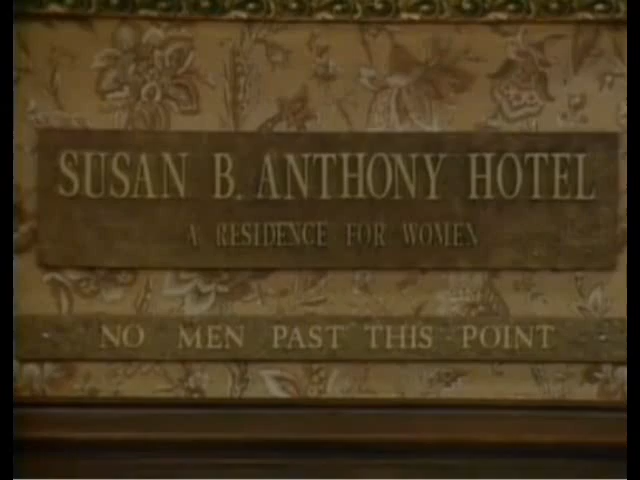 SUSAN B. ANTHONY HOTEL
A RESIDENCE FOR WOMEN
NO MEN PAST THIS POINT